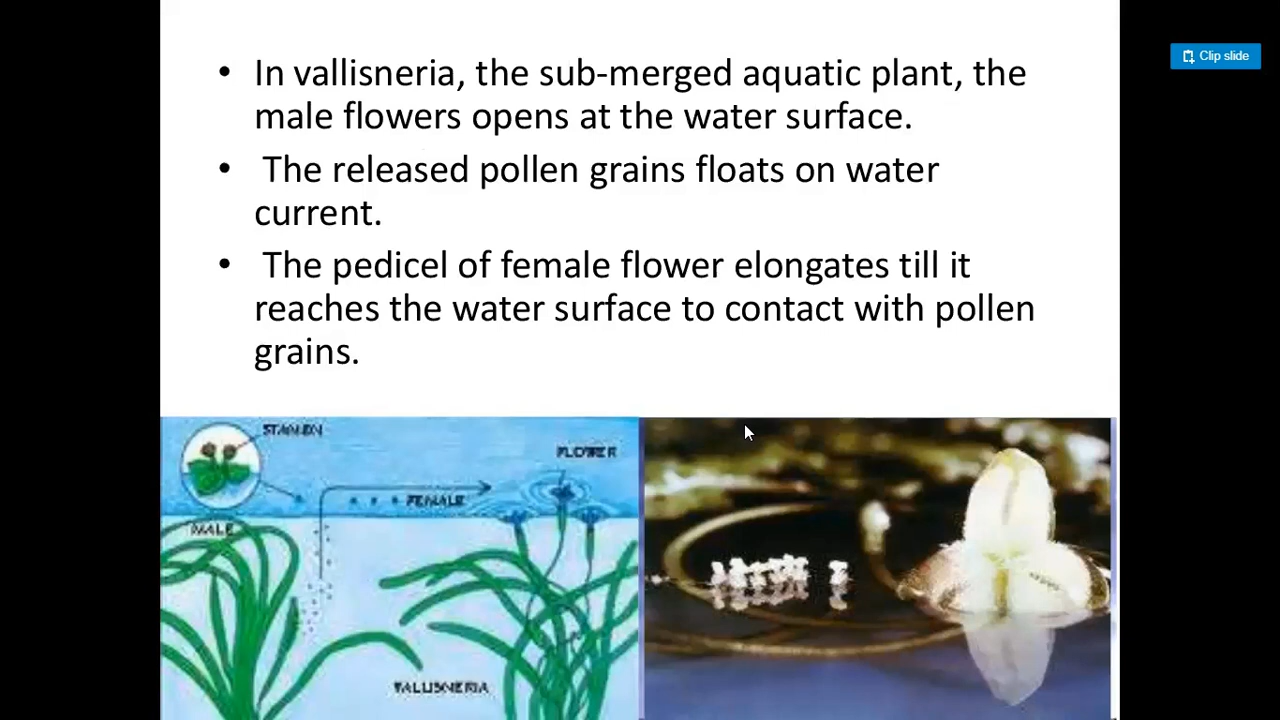 Clip slide
• In vallisneria, the sub-merged aquatic plant, the
male flowers opens at the water surface.
• The released pollen grains floats on water
current.
• The pedicel of female flower elongates till it
reaches the water surface to contact with pollen
grains.
STAMEN
FLOWER
FEMALE
MALE
VALLISNERIA